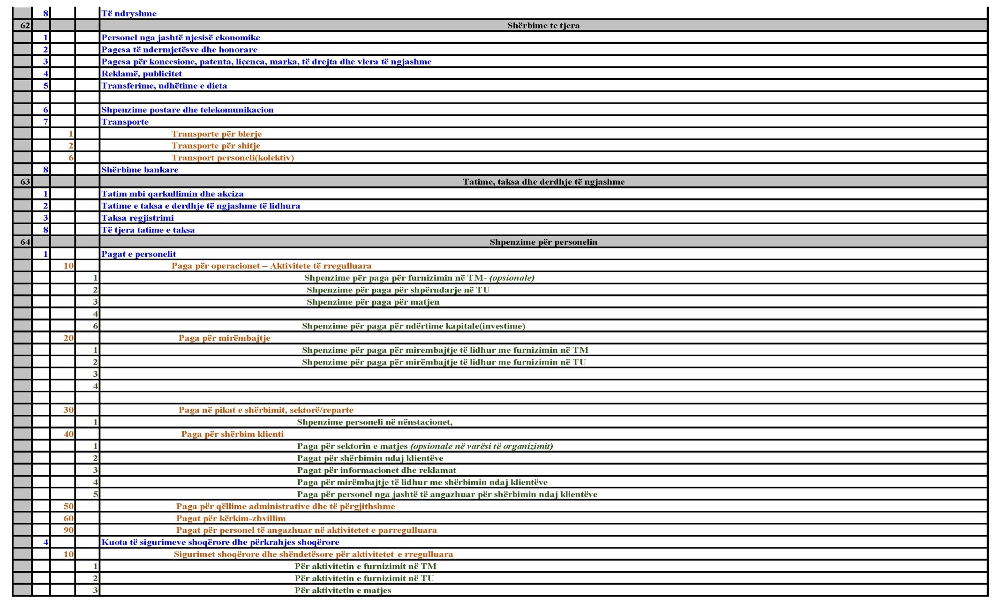 8 Të ndryshme
62 Shërbime te tjera
1 Personel nga jashtë njesisë ekonomike
2 Pagesa të ndermjetësve dhe honorare
3 Pagesa për koncesione, patenta, liçenca, marka, të drejta dhe vlera të ngjashme
4 Reklamë, publicitet
5 Transferime, udhëtime e dieta
6 Shpenzime postare dhe telekomunikacion
7 Transporte
1 Transporte për blerje
2 Transporte për shitje
6 Transport personeli(kolektiv)
8 Shërbime bankare
63 Tatime, taksa dhe derdhje të ngjashme
1 Tatim mbi qarkullimin dhe akciza
2 Tatime e taksa e derdhje të ngjashme të lidhura
3 Taksa regjistrimi
8 Të tjera tatime e taksa
64 Shpenzime për personelin
1 Pagat e personelit
10 Paga për operacionet – Aktivitete të rregulluara
1 Shpenzime për paga për furnizimin në TM- (opsionale)
2 Shpenzime për paga për shpërndarje në TU
3 Shpenzime për paga për matjen
4
6 Shpenzime për paga për ndërtime kapitale(investime)
20 Paga për mirëmbajtje
1 Shpenzime për paga për mirembajtje të lidhur me furnizimin në TM
2 Shpenzime për paga për mirëmbajtje të lidhur me furnizimin në TU
3
4
30 Paga në pikat e shërbimit, sektorë/reparte
1 Shpenzime personeli në nënstacionet,
40 Paga për shërbim klienti
1 Paga për sektorin e matjes (opsionale në varësi të organizimit)
2 Pagat për shërbimin ndaj klientëve
3 Pagat për informacionet dhe reklamat
4 Paga për mirëmbajtje të lidhur me shërbimin ndaj klientëve
5 Paga për personel nga jashtë të angazhuar për shërbimin ndaj klientëve
50 Paga për qëllime administrative dhe të përgjithshme
60 Pagat për kërkim-zhvillim
90 Pagat për personel të angazhuar në aktivitetet e parregulluara
4 Kuota të sigurimeve shoqërore dhe përkrahjes shoqërore
10 Sigurimet shoqërore dhe shëndetësore për aktivitetet e rregulluara
1 Për aktivitetin e furnizimit në TM
2 Për aktivitetin e furnizimit në TU
3 Për aktivitetin e matjes